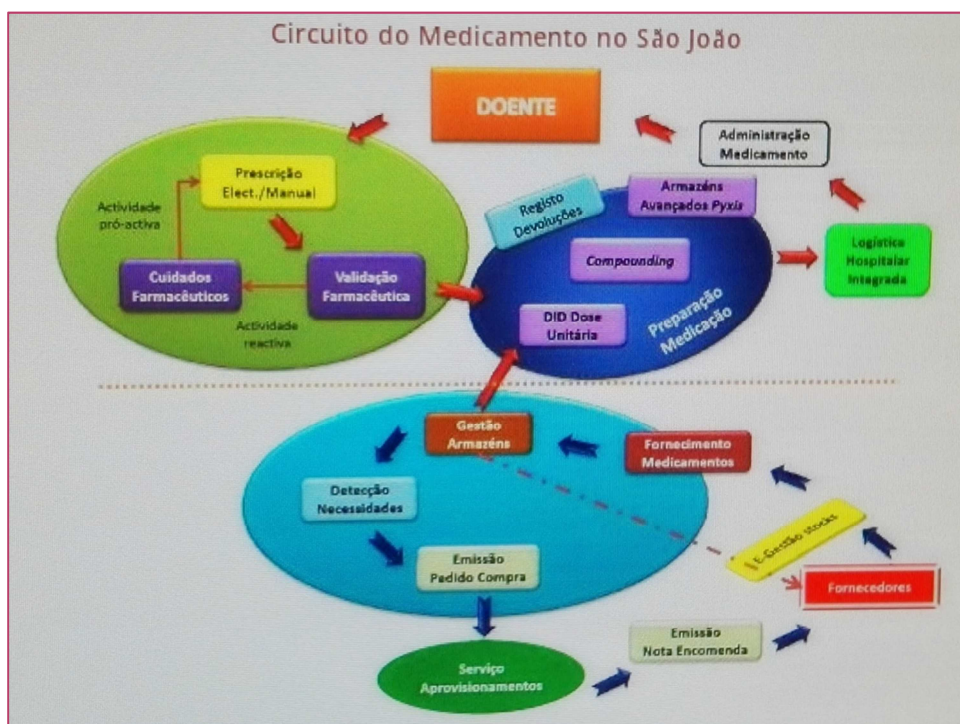 Circuito do Medicamento no São João
DOENTE
Administração
Medicamento
Prescrição
Elect./Manual
Actividade
pró-activa
Registo
Devoluções
Armazéns
Avançados Pyxis
Logística
Hospitalar
Integrada
Compounding
Cuidados
Farmacêuticos
Validação
Farmacêutica
DID Dose
Unitária
Preparação
Medicação
Actividade
reactiva
Gestão
Armazéns
Fornecimento
Medicamentos
Detecção
Necessidades
E-Gestão stocks
Emissão
Pedido Compra
Fornecedores
Emissão
Nota Encomenda
Serviço
Aprovisionamentos